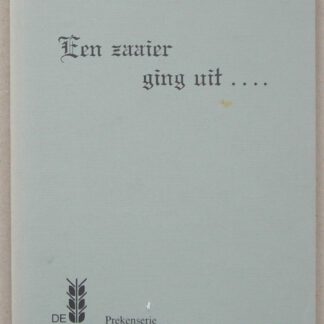 Een zaaier
ging uit ....
DE
Prekenserie